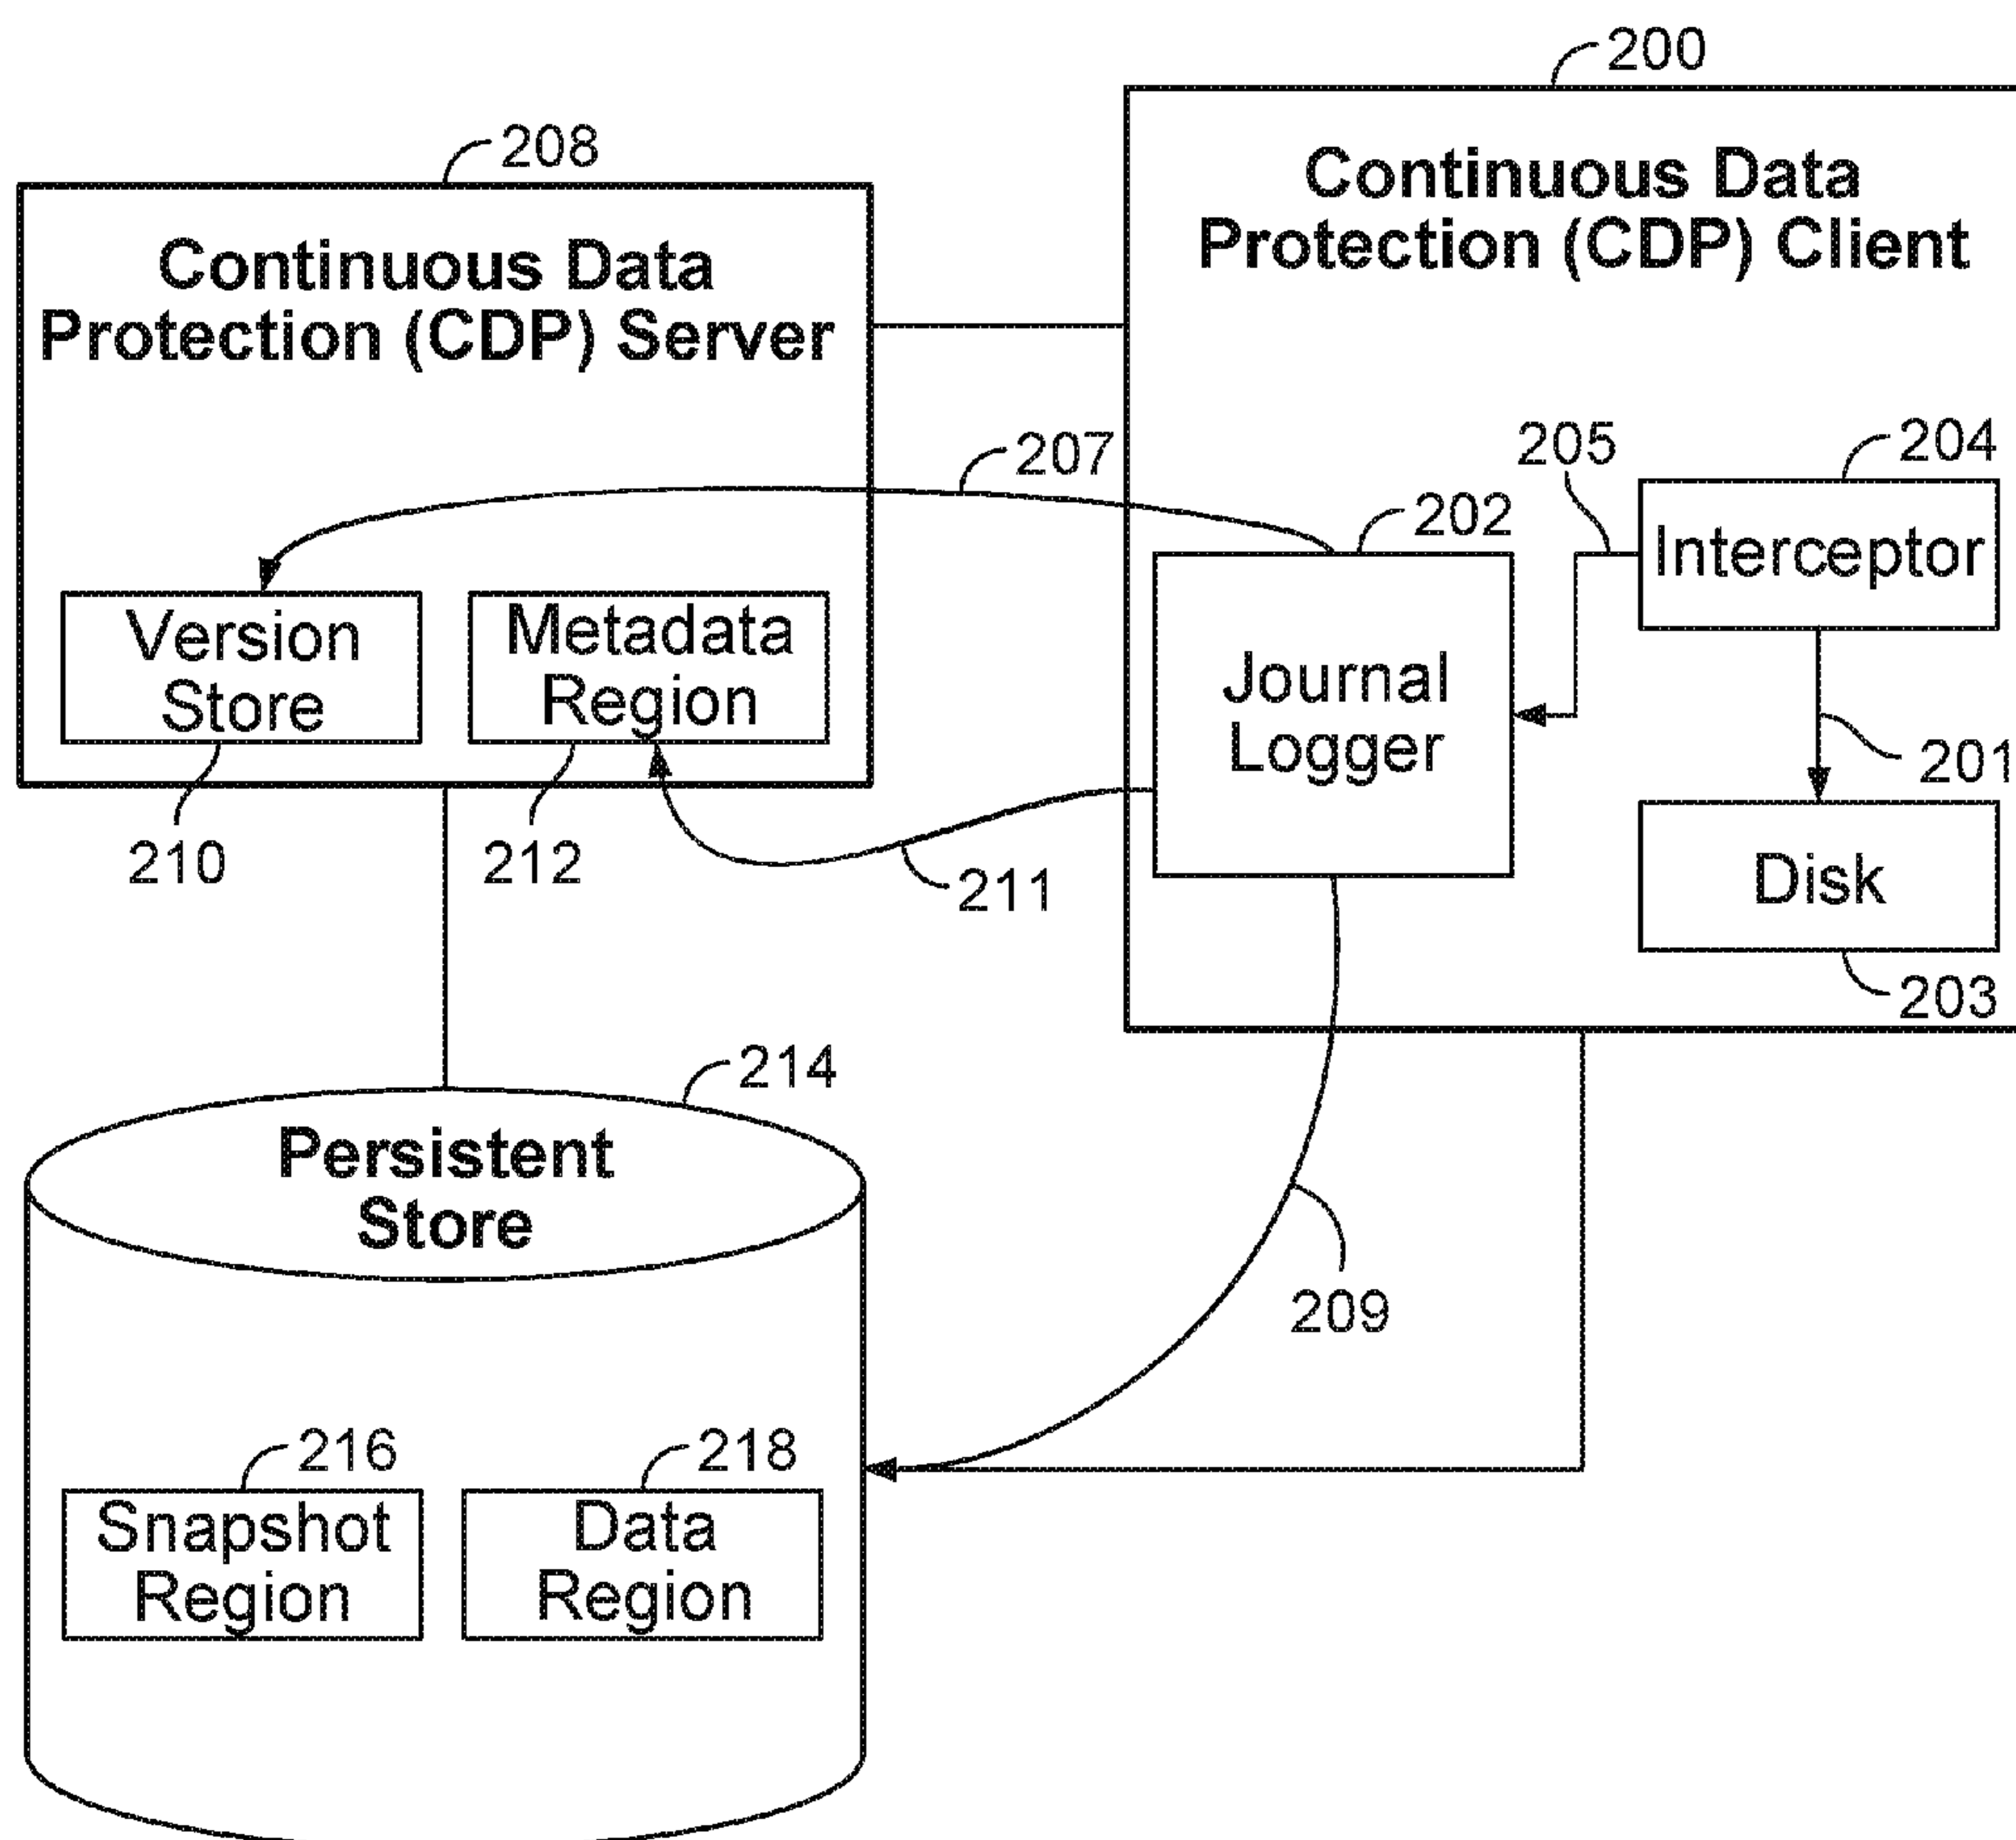 200
208
Continuous Data
Protection (CDP) Client
Continuous Data
Protection (CDP) Server
207
205
204
202
Interceptor
Version
Store
Metadata
Region
Journal
Logger
201
210
212
211
Disk
203
214
Persistent
Store
209
216
218
Snapshot
Region
Data
Region